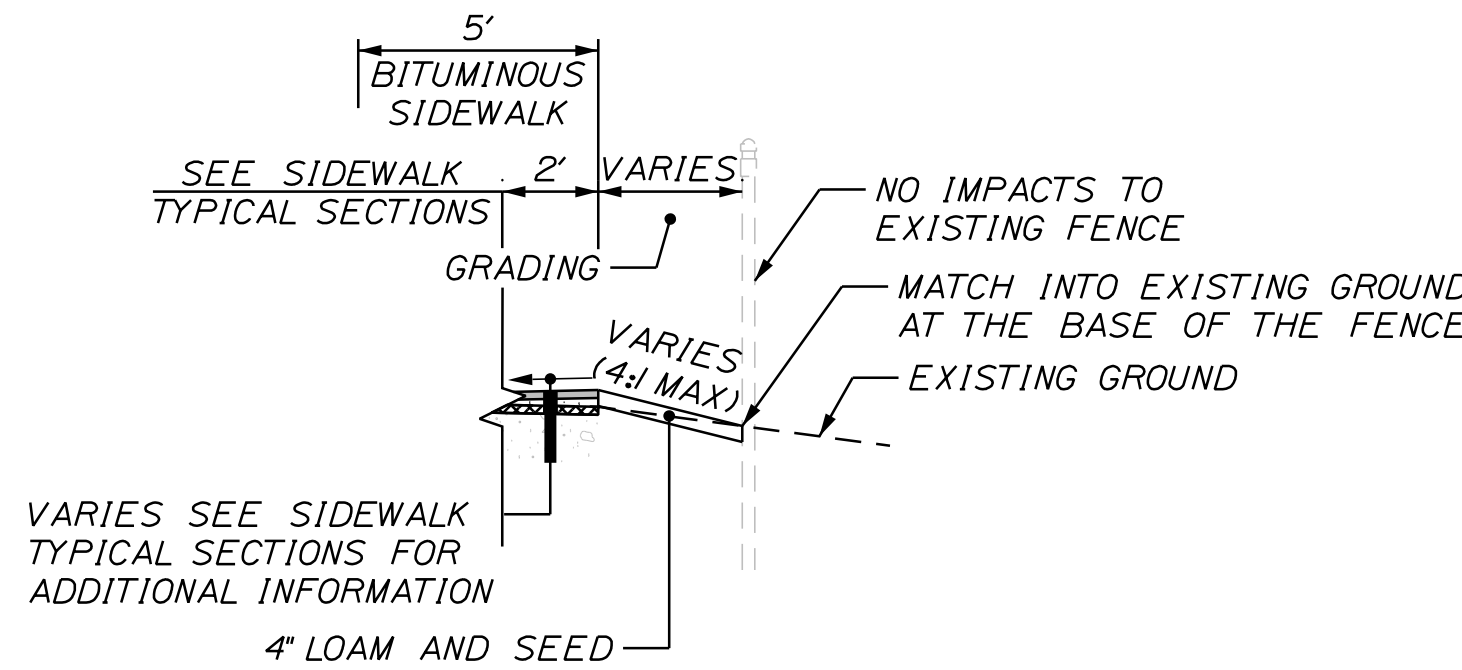 5'
BITUMINOUS
SIDEWALK
SEE SIDEWALK
TYPICAL SECTIONS
2'
VARIES
NO IMPACTS TO
EXISTING FENCE
GRADING
MATCH INTO EXISTING GROUND
AT THE BASE OF THE FENCE
VARIES
(4:1 MAX)
EXISTING GROUND
VARIES SEE SIDEWALK
TYPICAL SECTIONS FOR
ADDITIONAL INFORMATION
4" LOAM AND SEED